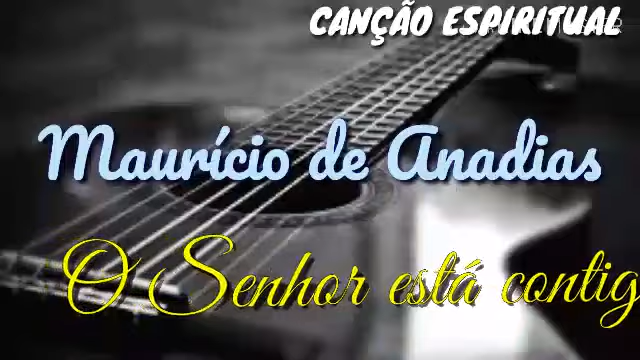 CANÇÃO ESPIRITUAL
Maurício de Anadias
O Senhor está contig